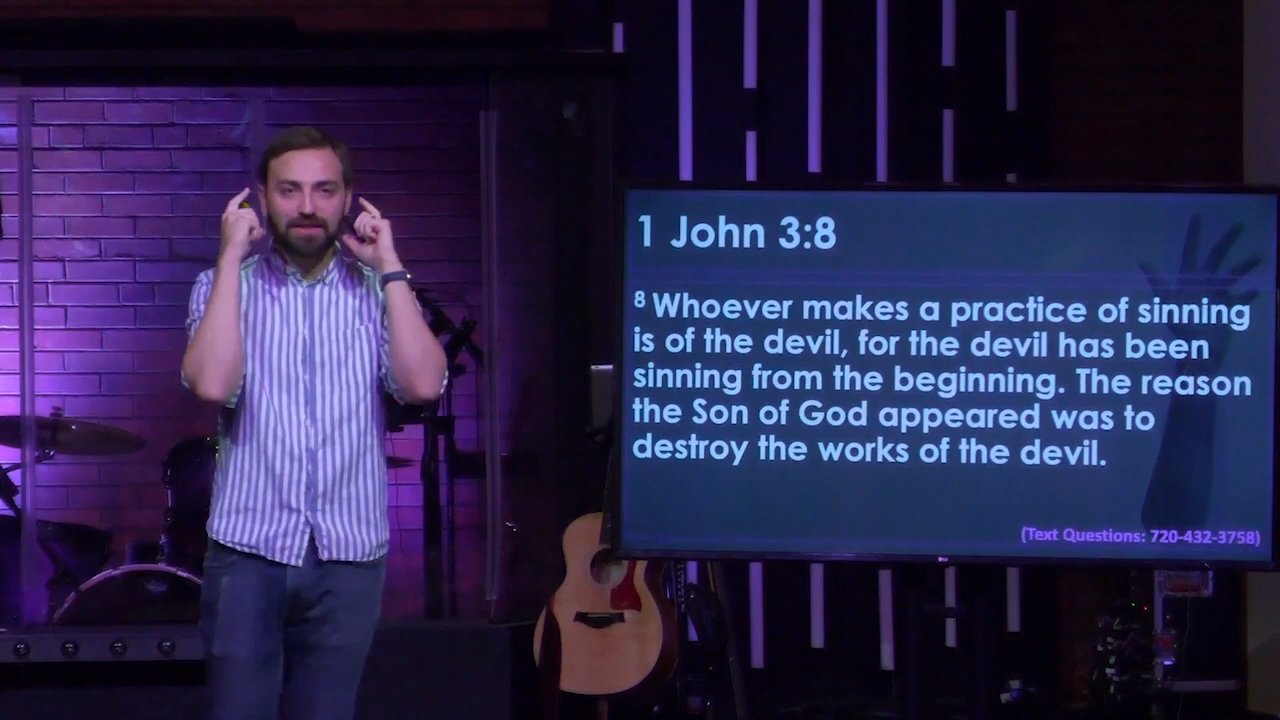 1 John 3:8
8 Whoever makes a practice of sinning
is of the devil, for the devil has been
sinning from the beginning. The reason
the Son of God appeared was to
destroy the works of the devil.
(Text Questions: 720-432-3758)
LG
REMO